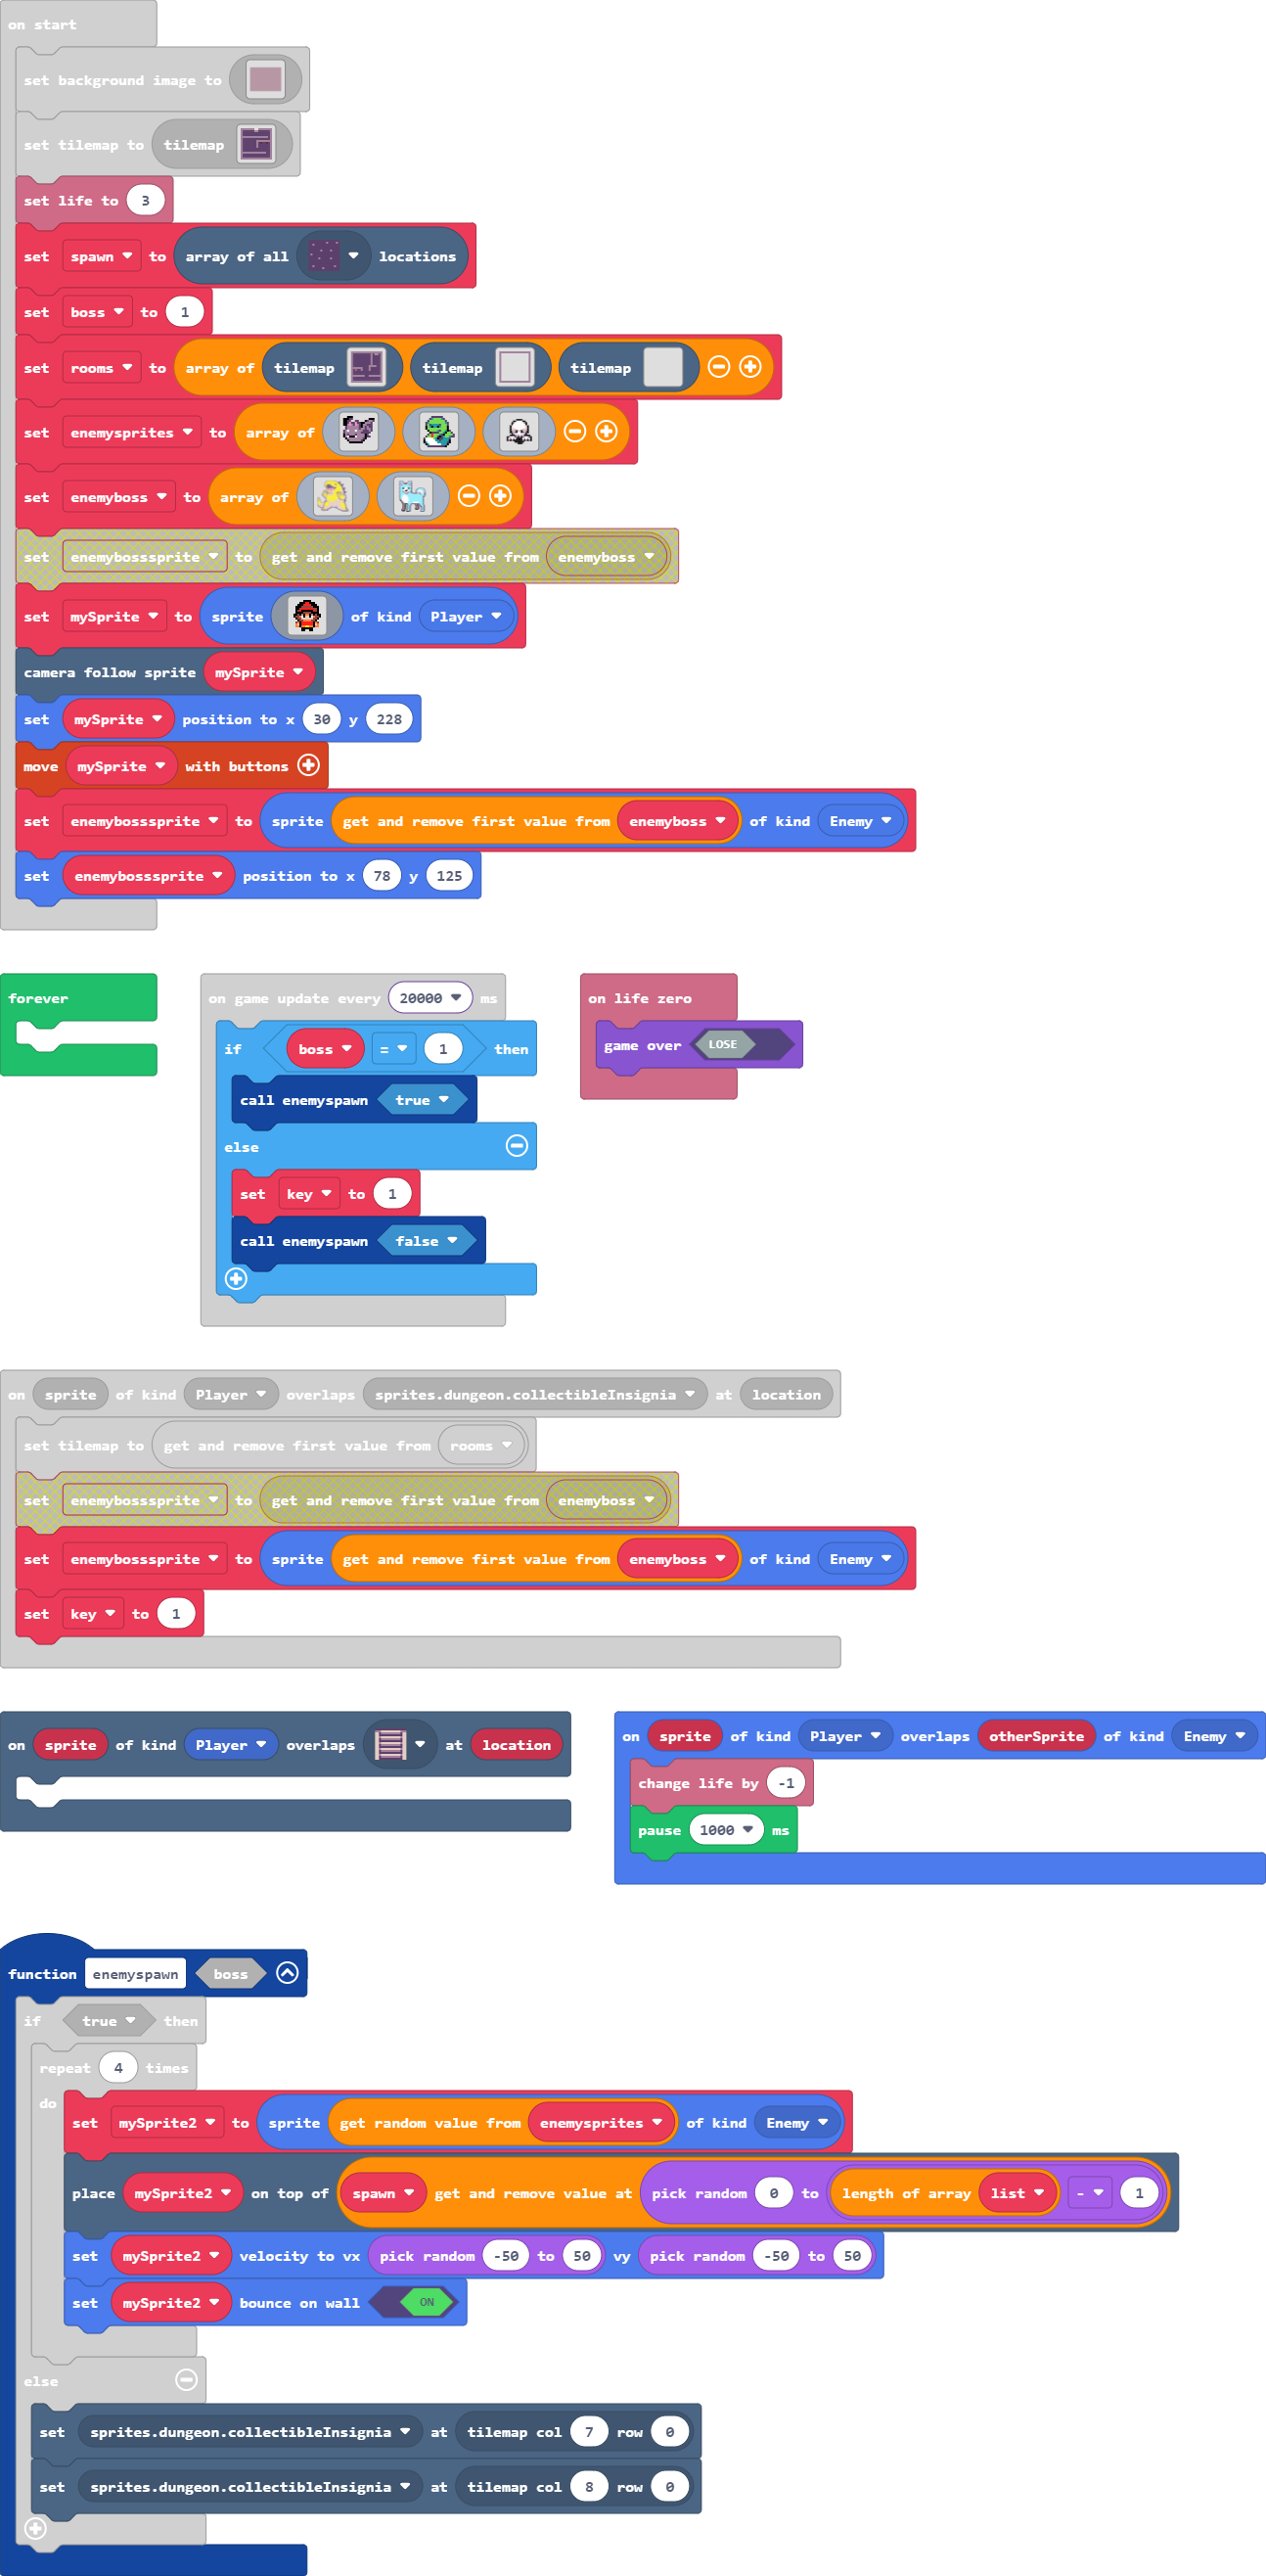 on start
set background image to
set tilemap to tilemap
set life to 3
set spawn to array of all locations
set boss to 1
set rooms to array of tilemap tilemap tilemap
set enemysprites to array of
set enemyboss to array of
set enemybosssprite to get and remove first value from enemyboss
set mySprite to sprite of kind Player
camera follow sprite mySprite
set mySprite position to x 30 y 228
move mySprite with buttons
set enemybosssprite to sprite get and remove first value from enemyboss of kind Enemy
set enemybosssprite position to x 78 y 125
forever
on game update every 20000 ms
if boss = 1 then
call enemyspawn true
else
set key to 1
call enemyspawn false
on life zero
game over LOSE
on sprite of kind Player overlaps sprites.dungeon.collectibleInsignia at location
set tilemap to get and remove first value from rooms
set enemybosssprite to get and remove first value from enemyboss
set enemybosssprite to sprite get and remove first value from enemyboss of kind Enemy
set key to 1
on sprite of kind Player overlaps at location
on sprite of kind Player overlaps otherSprite of kind Enemy
change life by -1
pause 1000 ms
function enemyspawn boss
if true then
repeat 4 times
do
set mySprite2 to sprite get random value from enemysprites of kind Enemy
place mySprite2 on top of spawn get and remove value at pick random 0 to length of array list - 1
set mySprite2 velocity to vx pick random -50 to 50 vy pick random -50 to 50
set mySprite2 bounce on wall ON
else
set sprites.dungeon.collectibleInsignia at tilemap col 7 row 0
set sprites.dungeon.collectibleInsignia at tilemap col 8 row 0